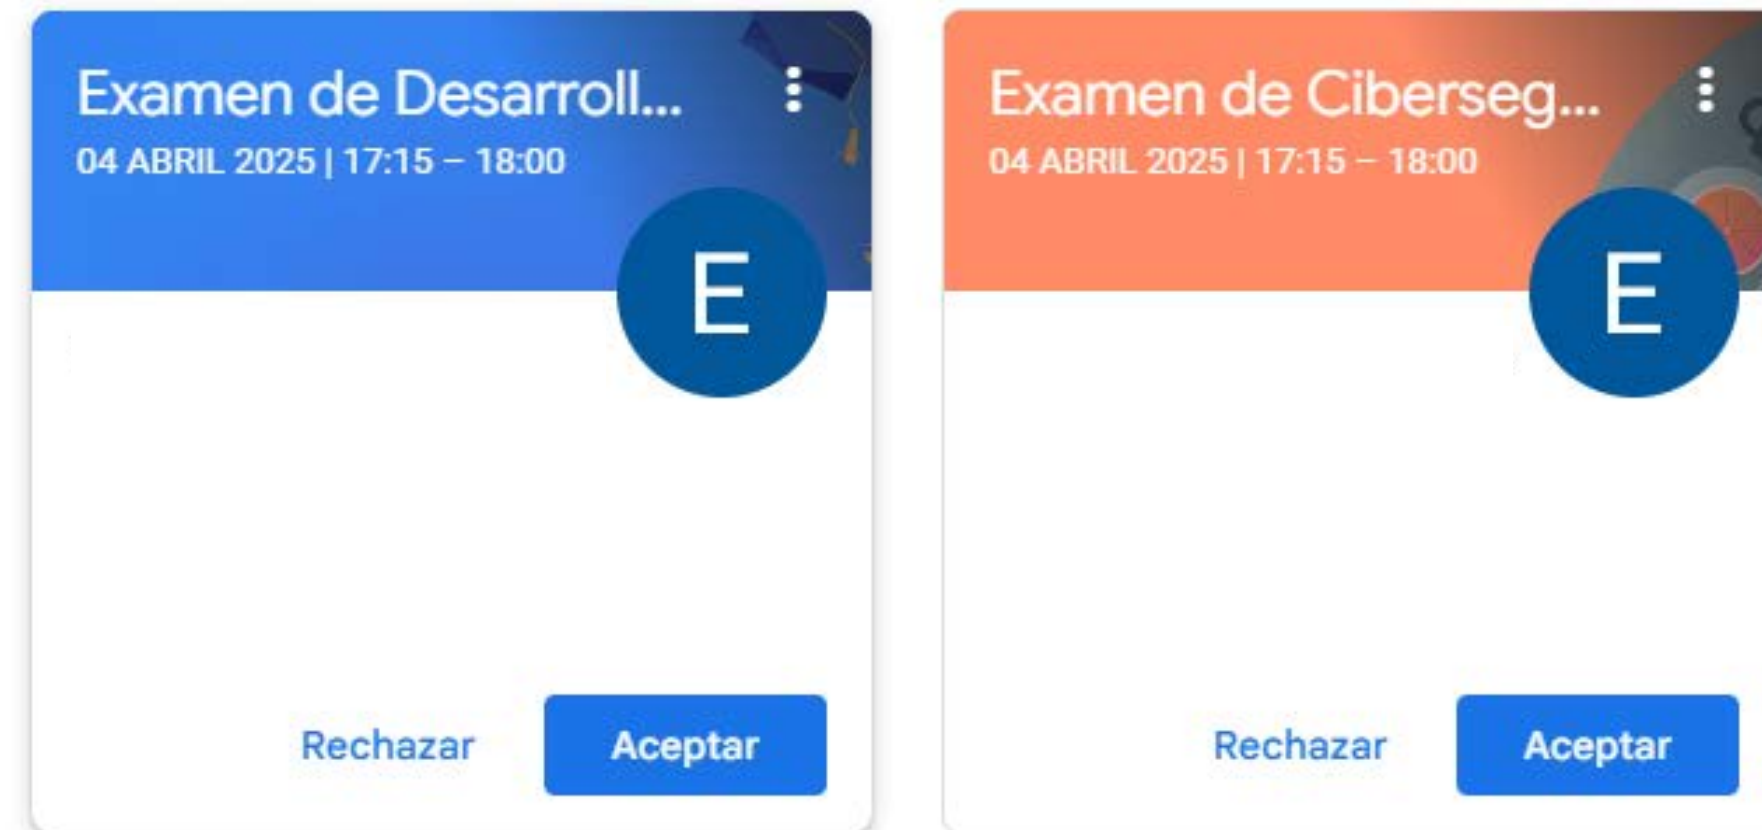 Examen de Desarroll...
04 ABRIL 2025 | 17:15 – 18:00
E
Rechazar
Aceptar
Examen de Ciberseg...
04 ABRIL 2025 | 17:15 – 18:00
E
Rechazar
Aceptar